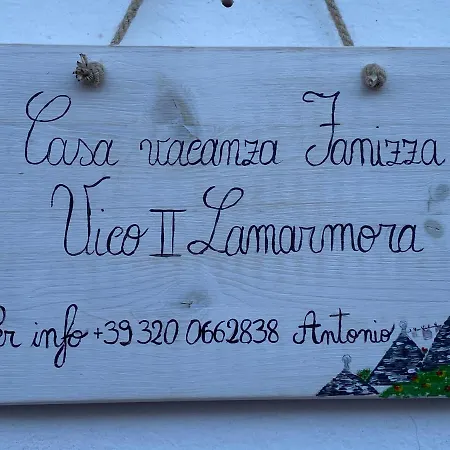 Casa vacanza Fanizza
Vico II Lamarmora
Per info +39 320 0662838 Antonio